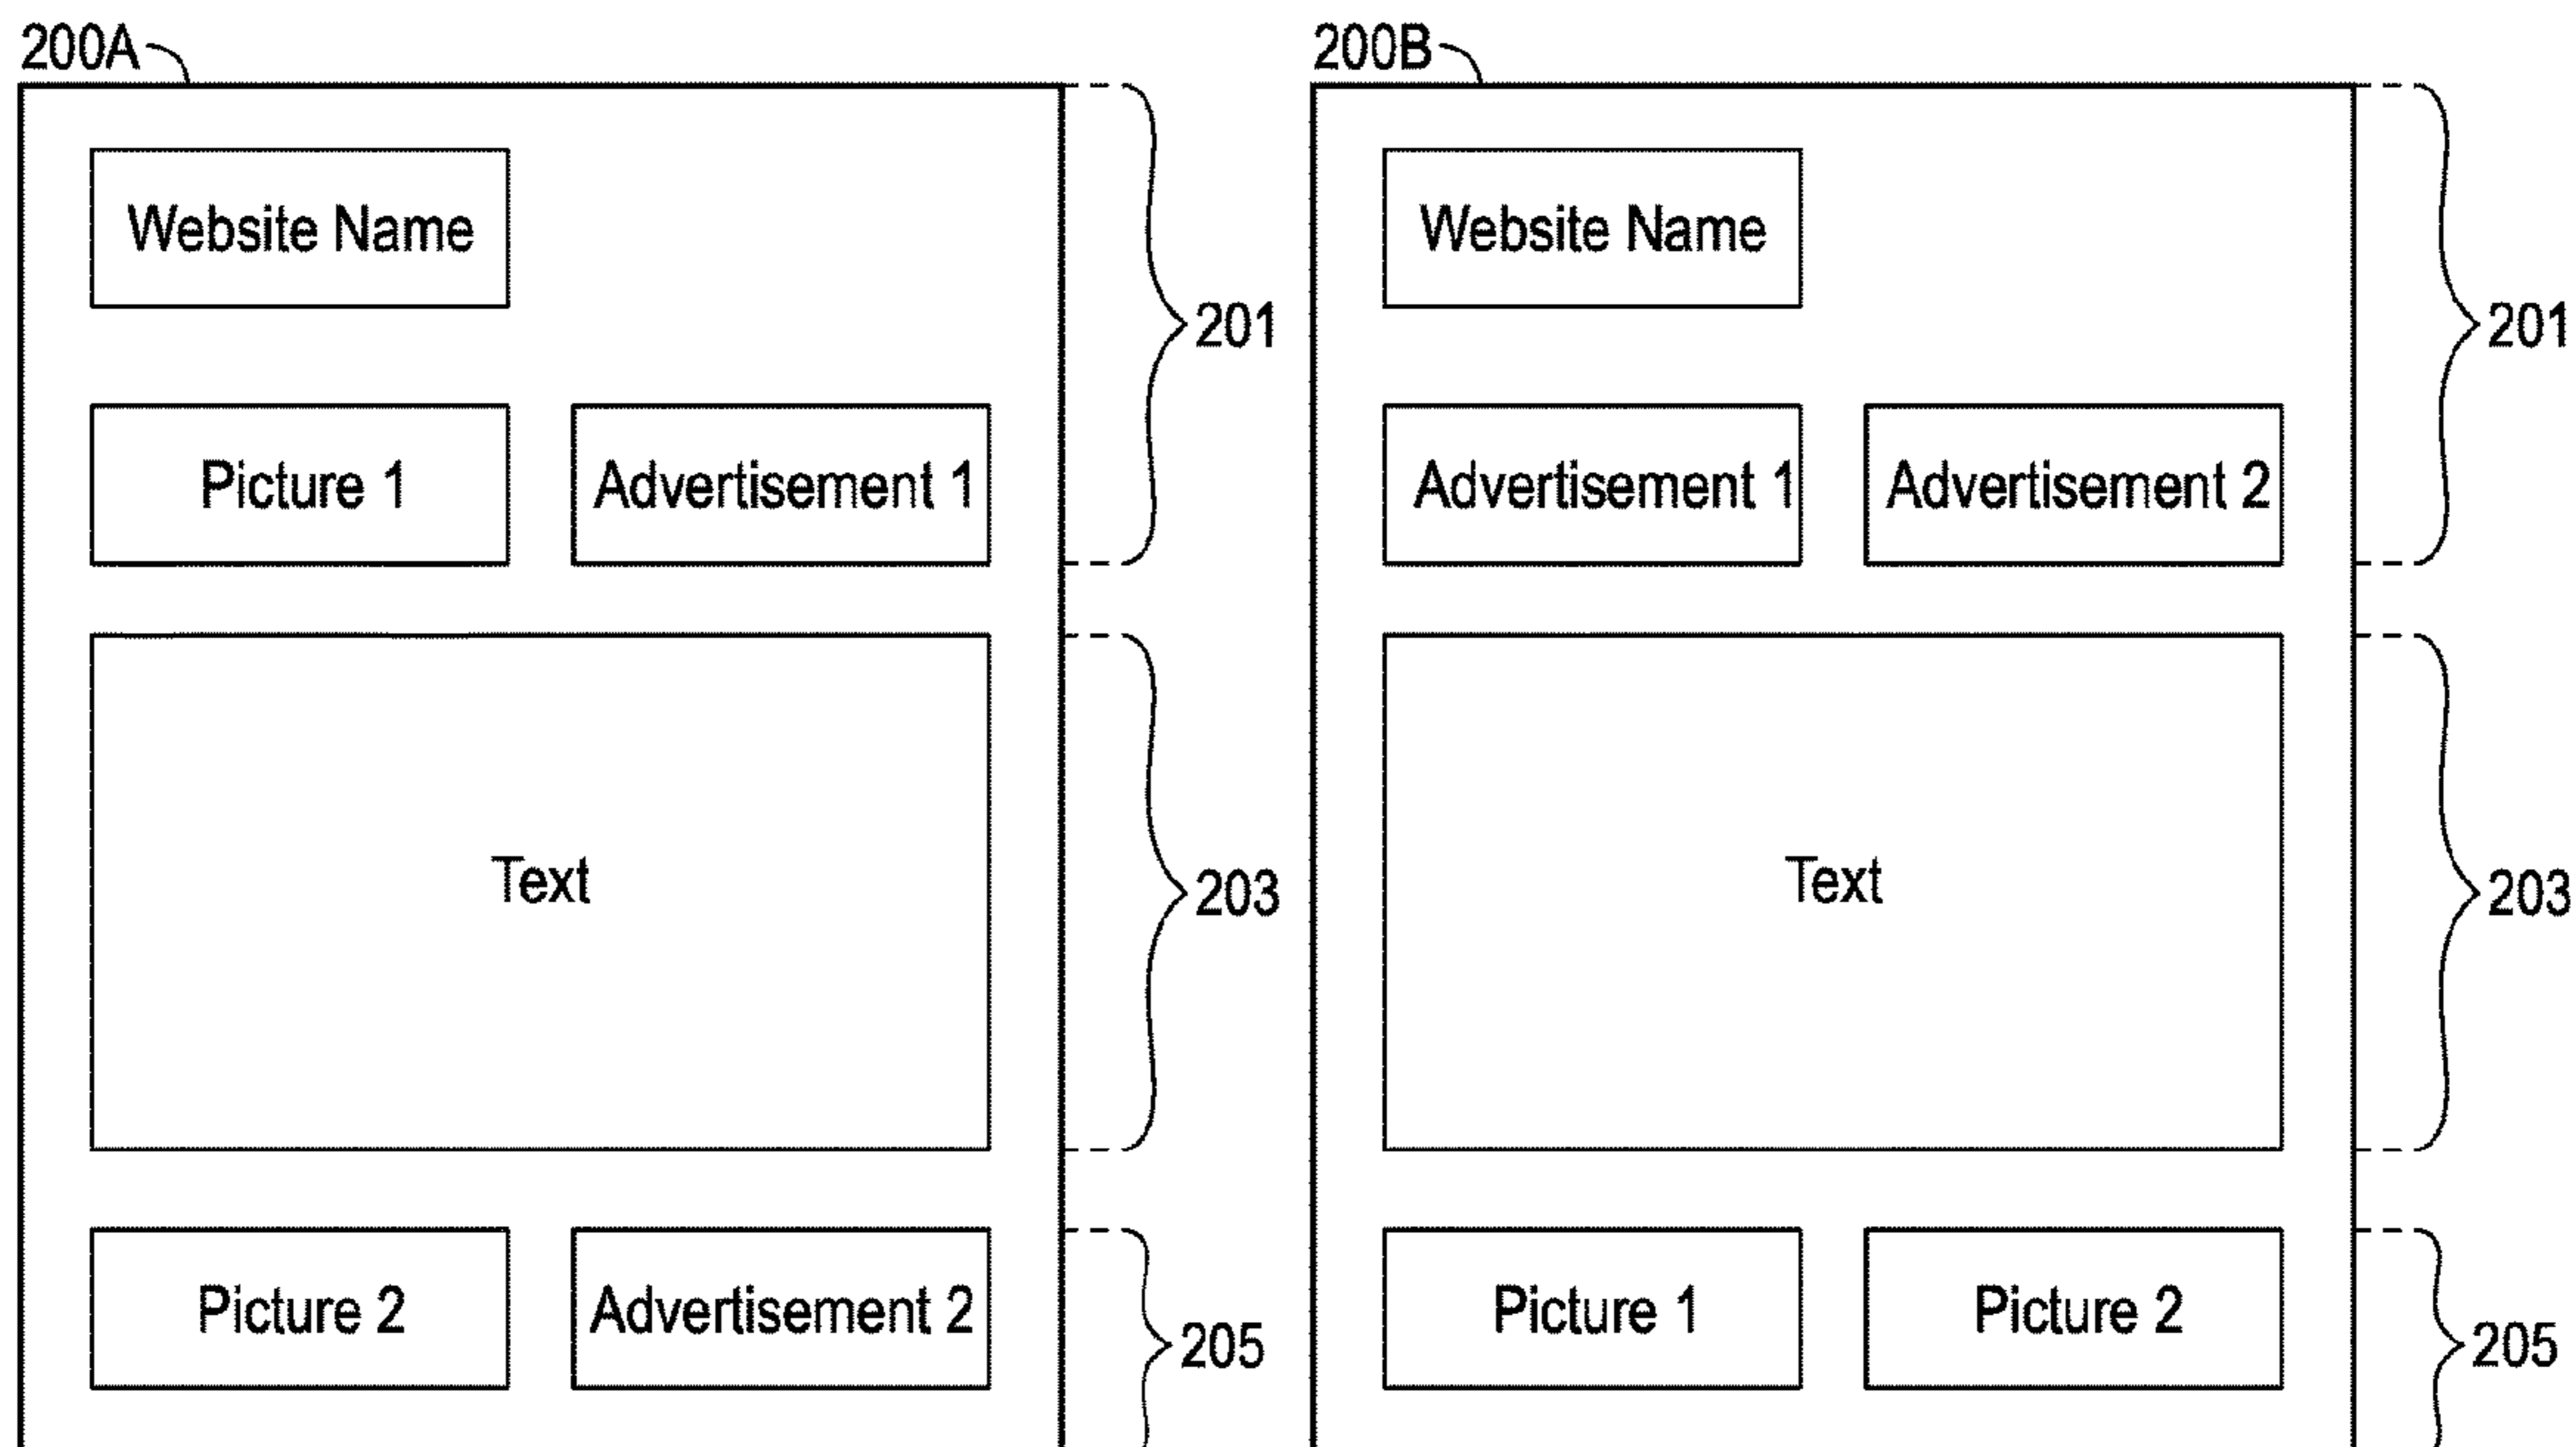 200A
Website Name
201
Picture 1
Advertisement 1
Text
203
Picture 2
Advertisement 2
205
200B
Website Name
201
Advertisement 1
Advertisement 2
Text
203
Picture 1
Picture 2
205